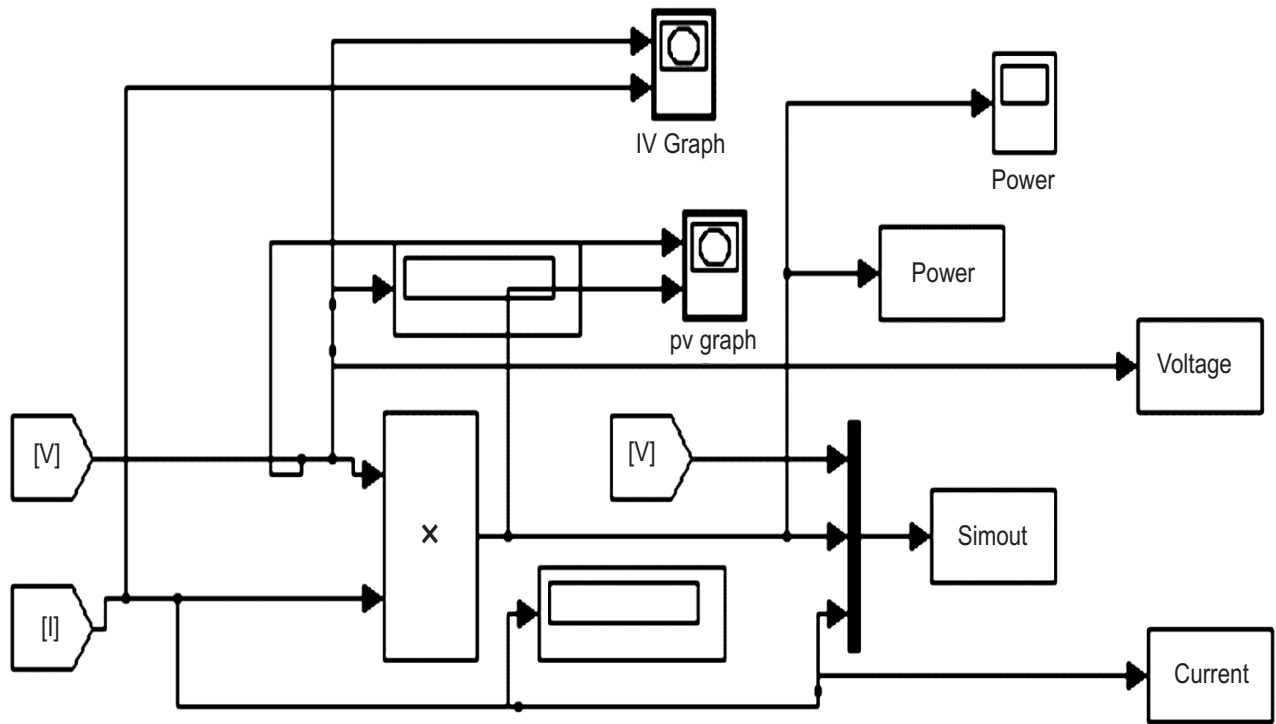 IV Graph
Power
Power
pv graph
Voltage
[V]
[V]
×
Simout
[I]
Current